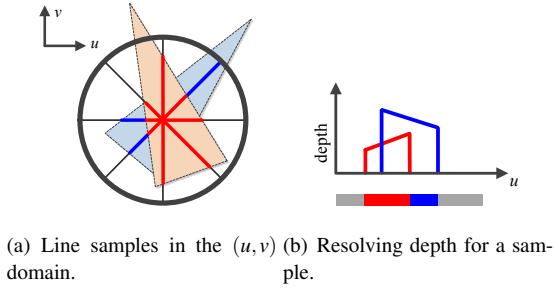 v
u
depth
u
(a) Line samples in the (u,v)
domain.
(b) Resolving depth for a sam-
ple.